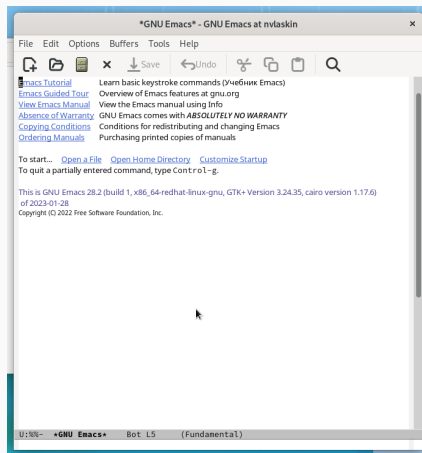 *GNU Emacs* - GNU Emacs at nvlaskin ×
File Edit Options Buffers Tools Help
Save Undo
Emacs Tutorial Learn basic keystroke commands (Учебник Emacs)
Emacs Guided Tour Overview of Emacs features at gnu.org
View Emacs Manual View the Emacs manual using Info
Absence of Warranty GNU Emacs comes with ABSOLUTELY NO WARRANTY
Copying Conditions Conditions for redistributing and changing Emacs
Ordering Manuals Purchasing printed copies of manuals
To start... Open a File Open Home Directory Customize Startup
To quit a partially entered command, type Control-g.
This is GNU Emacs 28.2 (build 1, x86_64-redhat-linux-gnu, GTK+ Version 3.24.35, cairo version 1.17.6)
of 2023-01-28
Copyright (C) 2022 Free Software Foundation, Inc.
U:%%- *GNU Emacs* Bot L5 (Fundamental)